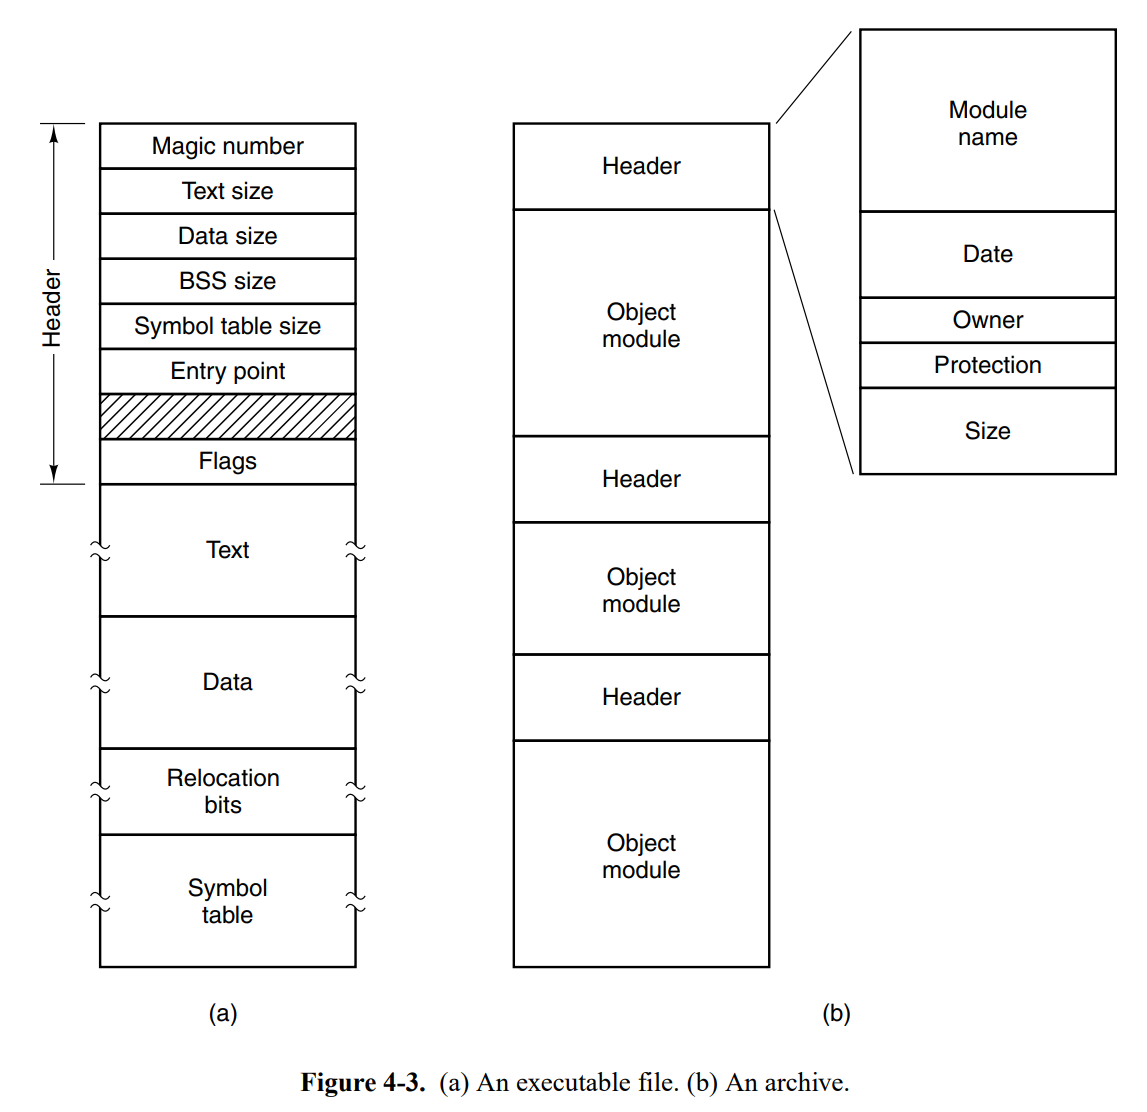 Header
Magic number
Text size
Data size
BSS size
Symbol table size
Entry point
Flags
Text
Data
Relocation
bits
Symbol
table
(a)
Header
Object
module
Header
Object
module
Header
Object
module
Module
name
Date
Owner
Protection
Size
(b)
Figure 4-3. (a) An executable file. (b) An archive.